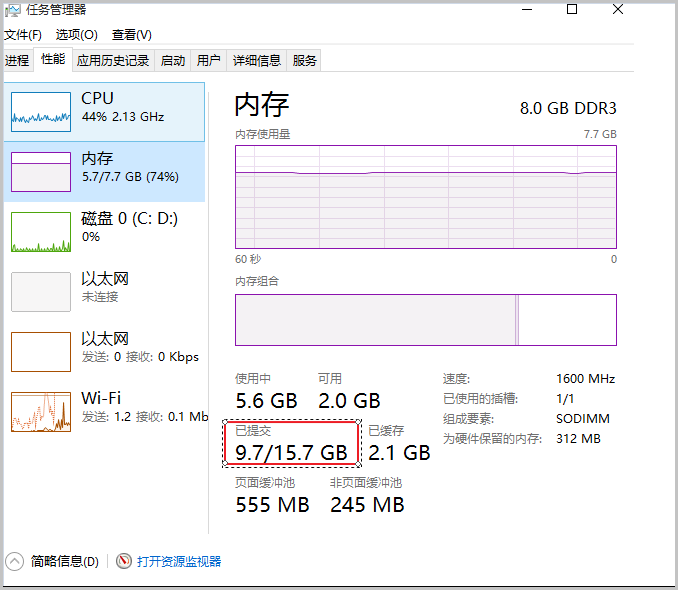 任务管理器
文件(F) 选项(O) 查看(V)
进程 性能 应用历史记录 启动 用户 详细信息 服务
CPU
44% 2.13 GHz
内存
5.7/7.7 GB (74%)
磁盘 0 (C: D:)
0%
以太网
未连接
以太网
发送: 0 接收: 0 Kbps
Wi-Fi
发送: 1.2 接收: 0.1 Mb
内存 8.0 GB DDR3
内存使用量 7.7 GB
60 秒 0
内存组合
使用中 可用
5.6 GB 2.0 GB
已提交 已缓存
9.7/15.7 GB 2.1 GB
页面缓冲池 非页面缓冲池
555 MB 245 MB
速度: 1600 MHz
已使用的插槽: 1/1
组成要素: SODIMM
为硬件保留的内存: 312 MB
简略信息(D) 打开资源监视器